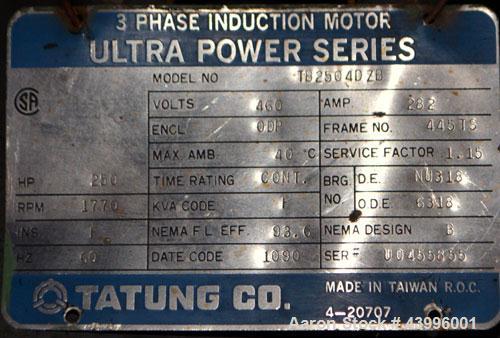 3 PHASE INDUCTION MOTOR
ULTRA POWER SERIES
MODEL NO TB2504DZB
SA
VOLTS 460 AMP. 282
ENCL ODP FRAME NO. 445TS
MAX. AMB. 40 °C SERVICE FACTOR 1.15
HP 250 TIME RATING CONT. BRG. NO D.E. NU318
RPM 1770 KVA CODE F O.D.E. 6318
INS F NEMA F.L. EFF. 93.6 NEMA DESIGN B
HZ 60 DATE CODE 1090 SER# U0455855
TATUNG CO. MADE IN TAIWAN R.O.C.
4-20707
Aaron Stock # 43996001